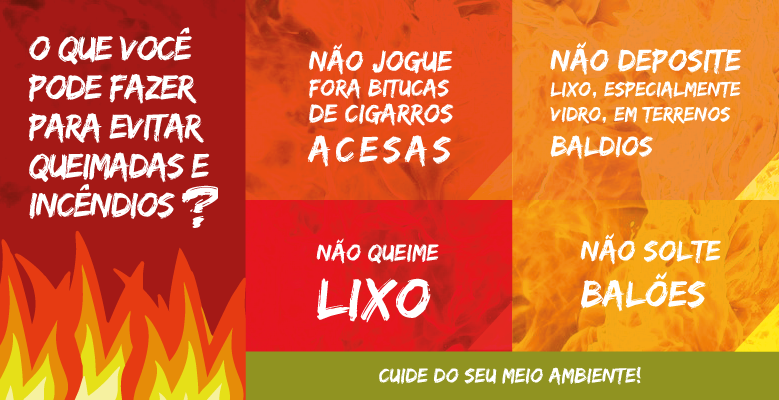 O QUE VOCÊ
PODE FAZER
PARA EVITAR
QUEIMADAS E
INCÊNDIOS?
NÃO JOGUE
FORA BITUCAS
DE CIGARROS
ACESAS
NÃO DEPOSITE
LIXO, ESPECIALMENTE
VIDRO, EM TERRENOS
BALDIOS
NÃO QUEIME
LIXO
NÃO SOLTE
BALÕES
CUIDE DO SEU MEIO AMBIENTE!